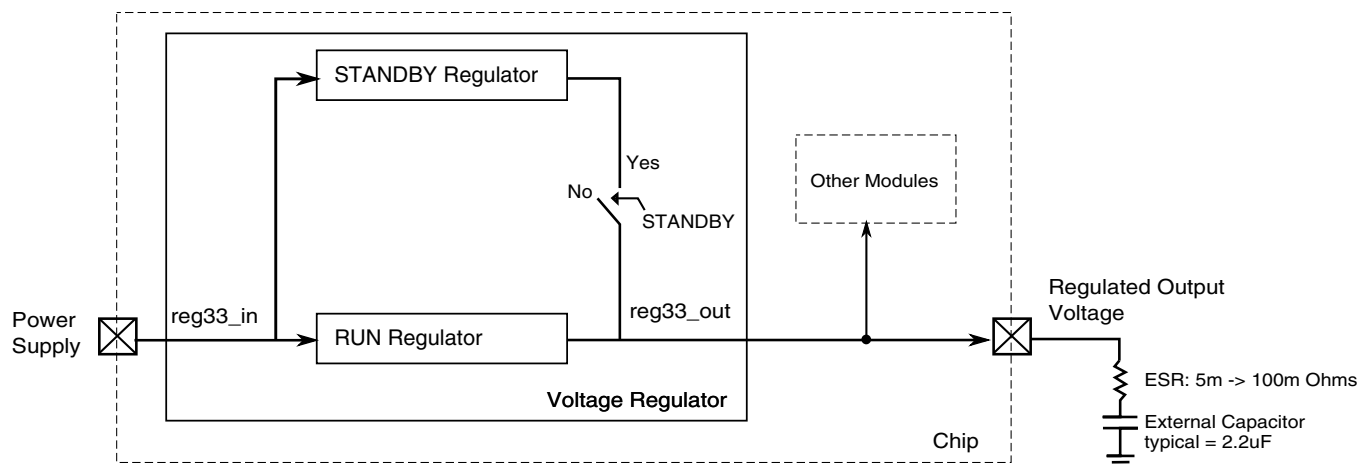 STANDBY Regulator
Yes
No
STANDBY
Other Modules
Power
Supply
reg33_in
RUN Regulator
reg33_out
Regulated Output
Voltage
ESR: 5m -> 100m Ohms
External Capacitor
typical = 2.2uF
Voltage Regulator
Chip